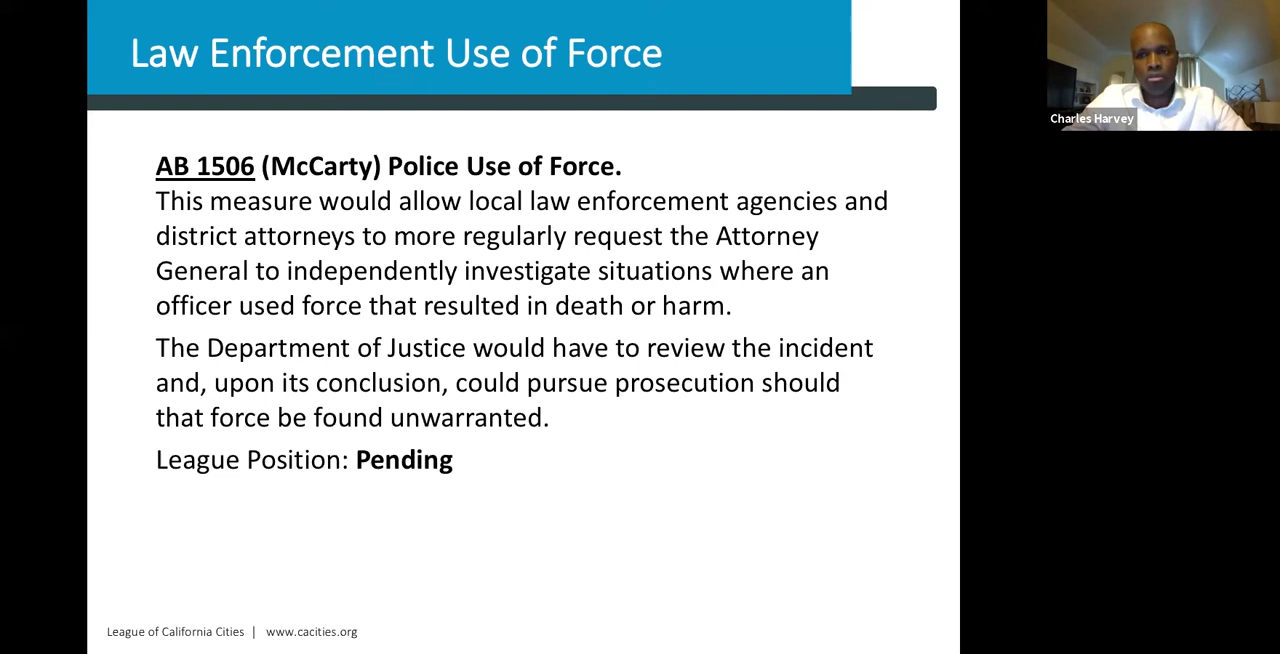 Law Enforcement Use of Force
AB 1506 (McCarty) Police Use of Force.
This measure would allow local law enforcement agencies and
district attorneys to more regularly request the Attorney
General to independently investigate situations where an
officer used force that resulted in death or harm.
The Department of Justice would have to review the incident
and, upon its conclusion, could pursue prosecution should
that force be found unwarranted.
League Position: Pending
League of California Cities | www.cacities.org
Charles Harvey